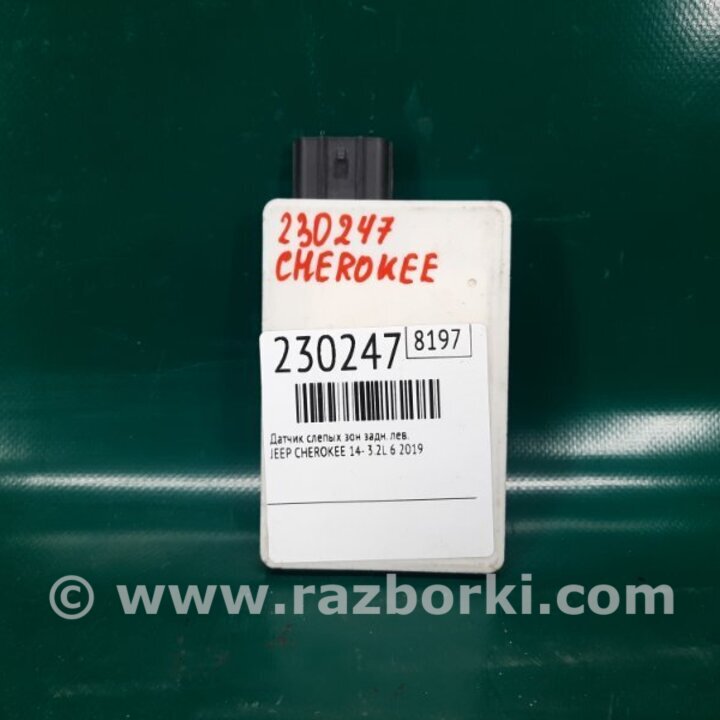 230247
CHEROKEE
230247 8197
Датчик слепых зон задн. лев.
JEEP CHEROKEE 14- 3.2L 6 2019
© www.razborki.com